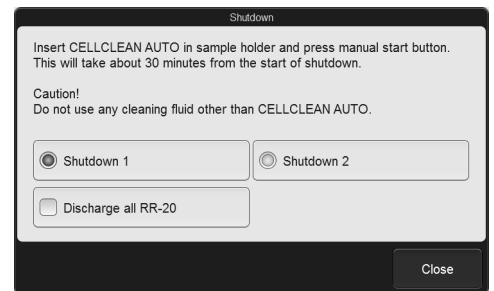 Shutdown
Insert CELLCLEAN AUTO in sample holder and press manual start button.
This will take about 30 minutes from the start of shutdown.
Caution!
Do not use any cleaning fluid other than CELLCLEAN AUTO.
Shutdown 1
Shutdown 2
Discharge all RR-20
Close